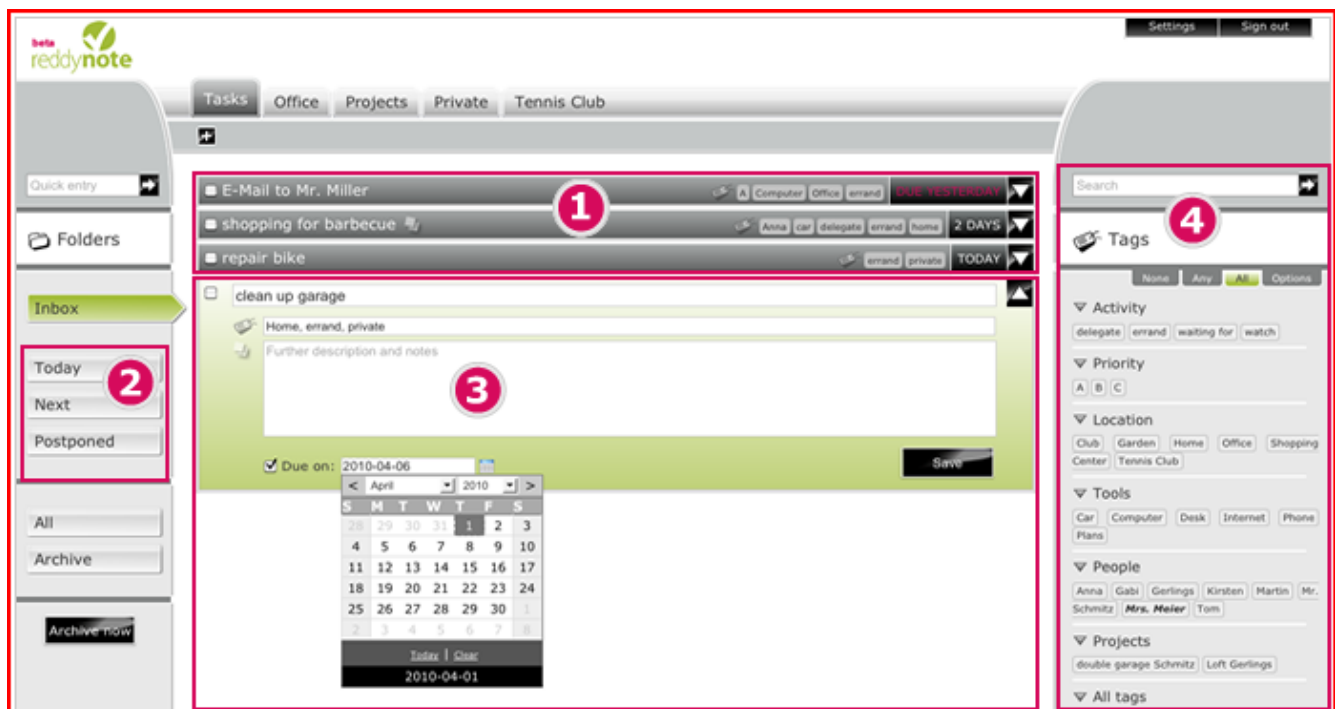 Settings Sign out
beta
reddynote
Tasks Office Projects Private Tennis Club
Quick entry
Folders
Inbox
Today
Next
Postponed
2
All
Archive
Archive now
E-Mail to Mr. Miller A Computer Office errand DUE YESTERDAY
1
shopping for barbecue Anna car delegate errand home 2 DAYS
repair bike errand private TODAY
clean up garage
Home, errand, private
Further description and notes
3
Due on: 2010-04-06 Save
< April 2010 >
S M T W T F S
28 29 30 31 1 2 3
4 5 6 7 8 9 10
11 12 13 14 15 16 17
18 19 20 21 22 23 24
25 26 27 28 29 30 1
2 3 4 5 6 7 8
Today | Clear
2010-04-01
Search
4
Tags
None Any All Options
Activity
delegate errand waiting for watch
Priority
A B C
Location
Club Garden Home Office Shopping
Center Tennis Club
Tools
Car Computer Desk Internet Phone
Plans
People
Anna Gabi Gerlings Kirsten Martin Mr.
Schmitz Mrs. Meier Tom
Projects
double garage Schmitz Loft Gerlings
All tags